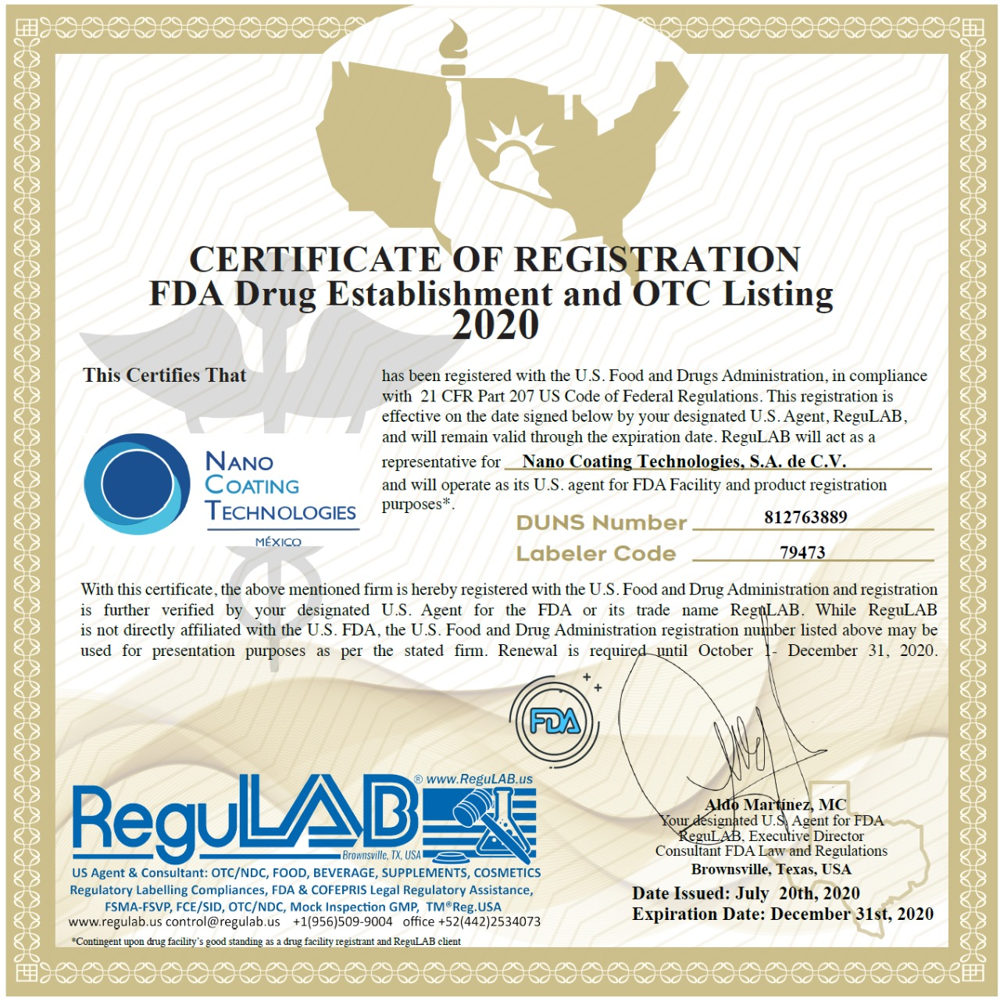 CERTIFICATE OF REGISTRATION
FDA Drug Establishment and OTC Listing
2020
This Certifies That
NANO
COATING
TECHNOLOGIES
MÉXICO
has been registered with the U.S. Food and Drugs Administration, in compliance
with 21 CFR Part 207 US Code of Federal Regulations. This registration is
effective on the date signed below by your designated U.S. Agent, ReguLAB,
and will remain valid through the expiration date. ReguLAB will act as a
representative for Nano Coating Technologies, S.A. de C.V.
and will operate as its U.S. agent for FDA Facility and product registration
purposes*.
DUNS Number 812763889
Labeler Code 79473
With this certificate, the above mentioned firm is hereby registered with the U.S. Food and Drug Administration and registration
is further verified by your designated U.S. Agent for the FDA or its trade name ReguLAB. While ReguLAB
is not directly affiliated with the U.S. FDA, the U.S. Food and Drug Administration registration number listed above may be
used for presentation purposes as per the stated firm. Renewal is required until October 1- December 31, 2020.
FDA
ReguLAB® www.ReguLAB.us
Brownsville, TX, USA
US Agent & Consultant: OTC/NDC, FOOD, BEVERAGE, SUPPLEMENTS, COSMETICS
Regulatory Labelling Compliances, FDA & COFEPRIS Legal Regulatory Assistance,
FSMA-FSVP, FCE/SID, OTC/NDC, Mock Inspection GMP, TM®Reg.USA
www.regulab.us control@regulab.us +1(956)509-9004 office +52(442)2534073
*Contingent upon drug facility's good standing as a drug facility registrant and ReguLAB client
Aldo Martínez, MC
Your designated U.S. Agent for FDA
ReguLAB, Executive Director
Consultant FDA Law and Regulations
Brownsville, Texas, USA
Date Issued: July 20th, 2020
Expiration Date: December 31st, 2020